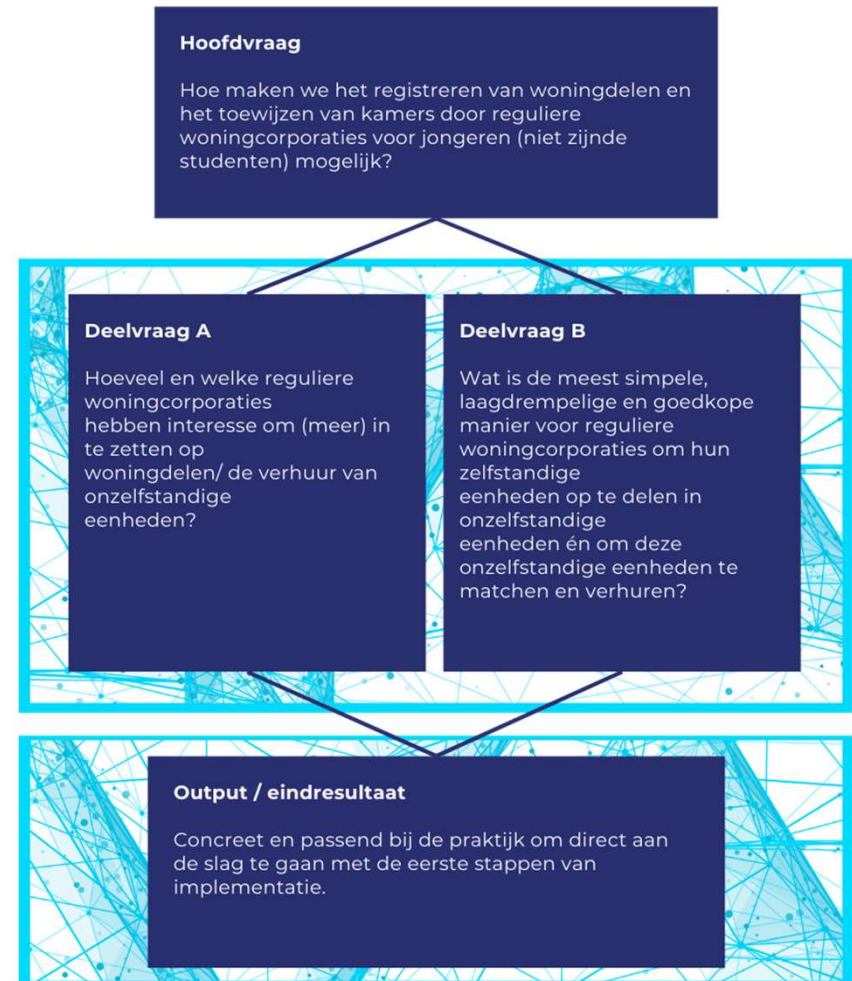 Hoofdvraag
Hoe maken we het registreren van woningdelen en
het toewijzen van kamers door reguliere
woningcorporaties voor jongeren (niet zijnde
studenten) mogelijk?
Deelvraag A
Hoeveel en welke reguliere
woningcorporaties
hebben interesse om (meer) in
te zetten op
woningdelen/ de verhuur van
onzelfstandige
eenheden?
Deelvraag B
Wat is de meest simpele,
laagdrempelige en goedkope
manier voor reguliere
woningcorporaties om hun
zelfstandige
eenheden op te delen in
onzelfstandige
eenheden én om deze
onzelfstandige eenheden te
matchen en verhuren?
Output / eindresultaat
Concreet en passend bij de praktijk om direct aan
de slag te gaan met de eerste stappen van
implementatie.